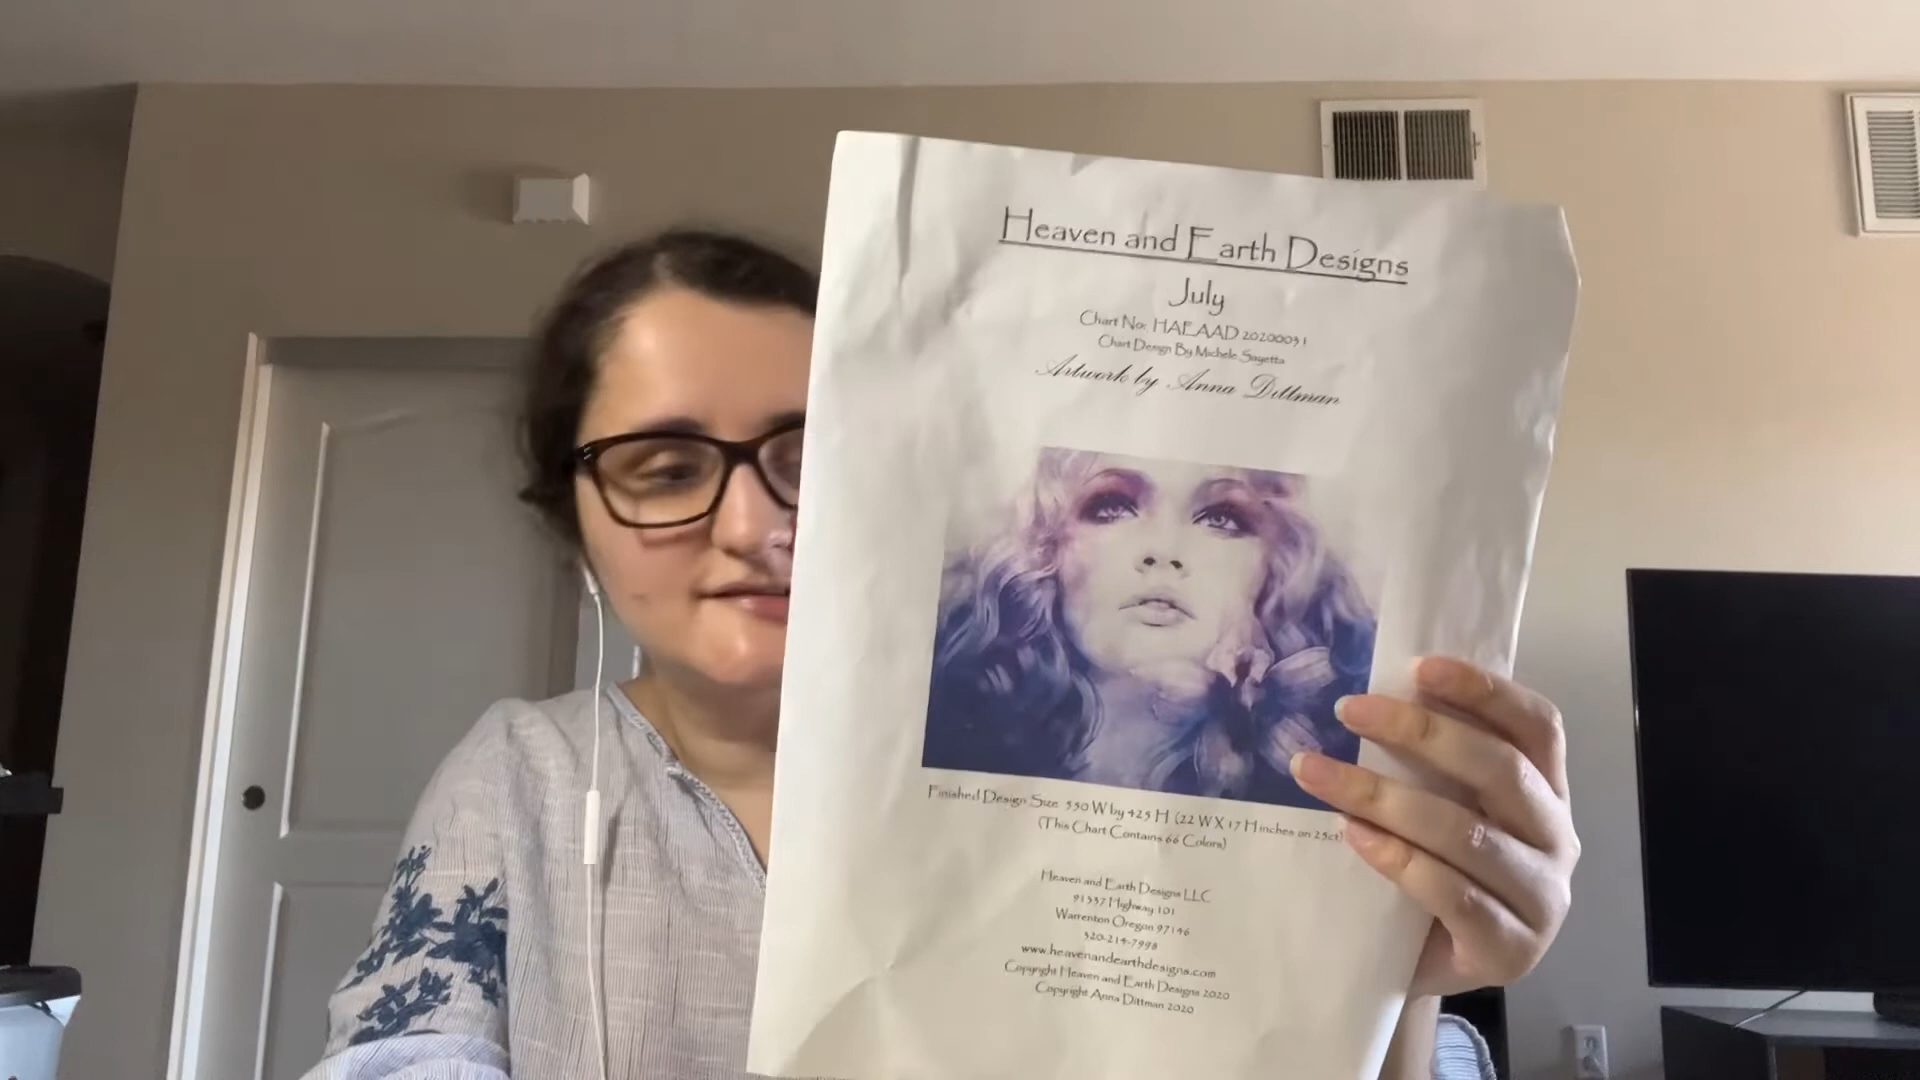 Heaven and Earth Designs
July
Chart No: HAEAAD 20200031
Chart Design By Michele Sayetta
Artwork by Anna Dittman
Finished Design Size 550 W by 425 H (22 W X 17 H inches on 25ct)
(This Chart Contains 66 Colors)
Heaven and Earth Designs LLC
91337 Highway 101
Warrenton Oregon 97146
320-214-7998
www.heavenandearthdesigns.com
Copyright Heaven and Earth Designs 2020
Copyright Anna Dittman 2020